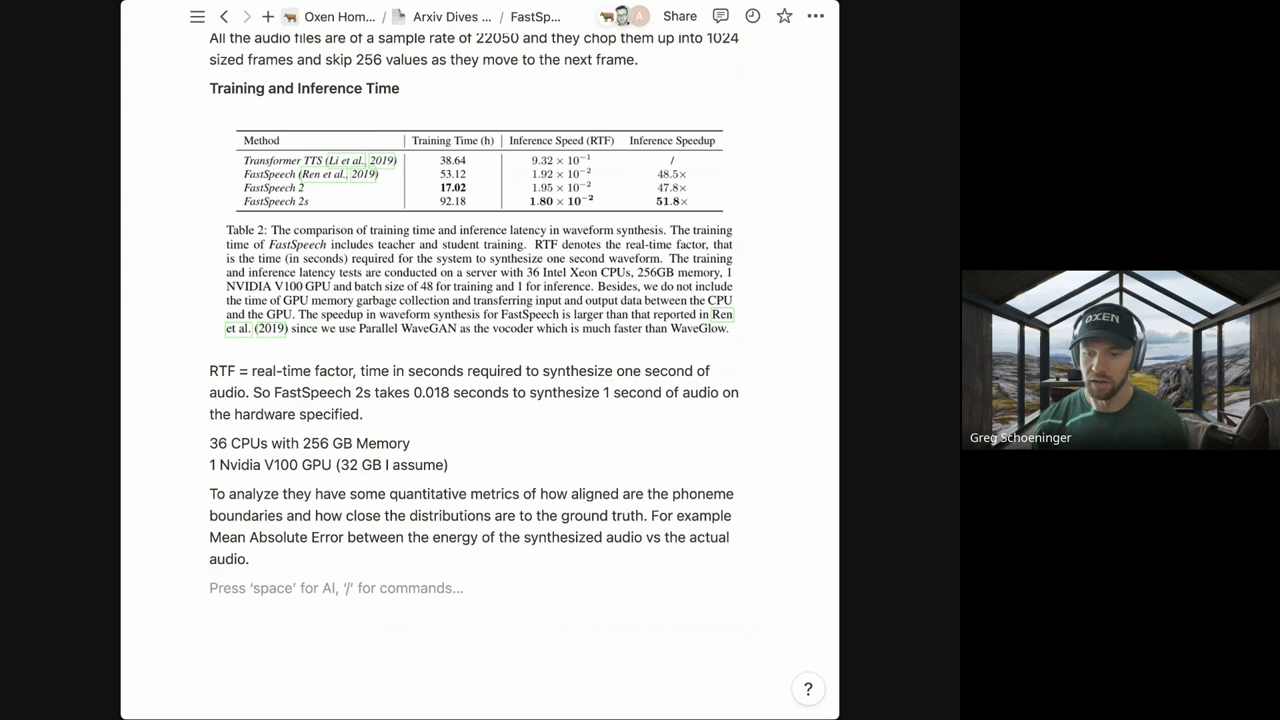 Oxen Hom... / Arxiv Dives ... / FastSp... A Share
All the audio files are of a sample rate of 22050 and they chop them up into 1024
sized frames and skip 256 values as they move to the next frame.
Training and Inference Time
Method Training Time (h) Inference Speed (RTF) Inference Speedup
Transformer TTS (Li et al., 2019) 38.64 9.32 × 10⁻¹ /
FastSpeech (Ren et al., 2019) 53.12 1.92 × 10⁻² 48.5×
FastSpeech 2 17.02 1.95 × 10⁻² 47.8×
FastSpeech 2s 92.18 1.80 × 10⁻² 51.8×
Table 2: The comparison of training time and inference latency in waveform synthesis. The training
time of FastSpeech includes teacher and student training. RTF denotes the real-time factor, that
is the time (in seconds) required for the system to synthesize one second waveform. The training
and inference latency tests are conducted on a server with 36 Intel Xeon CPUs, 256GB memory, 1
NVIDIA V100 GPU and batch size of 48 for training and 1 for inference. Besides, we do not include
the time of GPU memory garbage collection and transferring input and output data between the CPU
and the GPU. The speedup in waveform synthesis for FastSpeech is larger than that reported in Ren
et al. (2019) since we use Parallel WaveGAN as the vocoder which is much faster than WaveGlow.
RTF = real-time factor, time in seconds required to synthesize one second of
audio. So FastSpeech 2s takes 0.018 seconds to synthesize 1 second of audio on
the hardware specified.
36 CPUs with 256 GB Memory
1 Nvidia V100 GPU (32 GB I assume)
To analyze they have some quantitative metrics of how aligned are the phoneme
boundaries and how close the distributions are to the ground truth. For example
Mean Absolute Error between the energy of the synthesized audio vs the actual
audio.
Press ‘space’ for AI, ‘/’ for commands...
?
OXEN
Greg Schoeninger